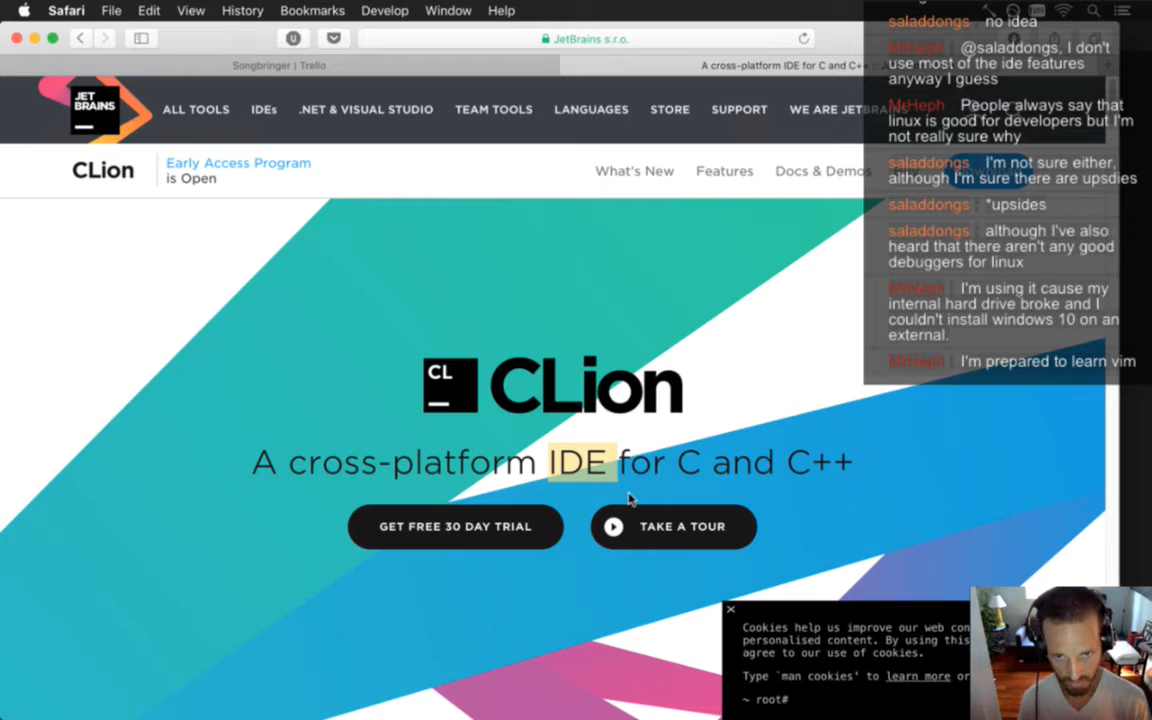 Safari File Edit View History Bookmarks Develop Window Help
JetBrains s.r.o.
Songbringer | Trello
A cross-platform IDE for C and C++
JET
BRAINS
ALL TOOLS IDEs .NET & VISUAL STUDIO TEAM TOOLS LANGUAGES STORE SUPPORT WE ARE JETBRAINS
CLion
Early Access Program
is Open
What's New Features Docs & Demos
CL
CLion
A cross-platform IDE for C and C++
GET FREE 30 DAY TRIAL
TAKE A TOUR
saladdongs no idea
MrHeph @saladdongs, I don't
use most of the ide features
anyway I guess
MrHeph People always say that
linux is good for developers but I'm
not really sure why
saladdongs I'm not sure either,
although I'm sure there are upsdies
saladdongs *upsides
saladdongs although I've also
heard that there aren't any good
debuggers for linux
MrHeph I'm using it cause my
internal hard drive broke and I
couldn't install windows 10 on an
external.
MrHeph I'm prepared to learn vim
Cookies help us improve our web con
personalised content. By using this
agree to our use of cookies.
Type `man cookies' to learn more or
~ root#